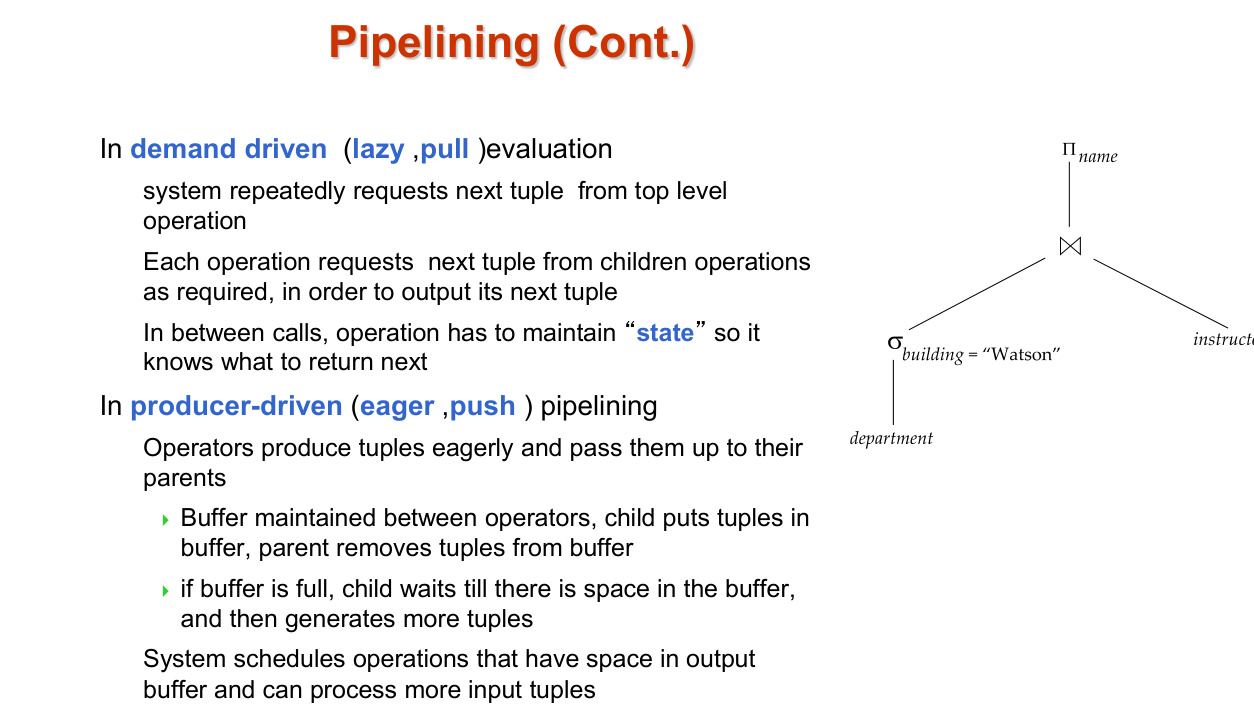 Pipelining (Cont.)
In demand driven  (lazy ,pull )evaluation
system repeatedly requests next tuple  from top level
operation
Each operation requests  next tuple from children operations
as required, in order to output its next tuple
In between calls, operation has to maintain “state” so it
knows what to return next
In producer-driven (eager ,push ) pipelining
Operators produce tuples eagerly and pass them up to their
parents
Buffer maintained between operators, child puts tuples in
buffer, parent removes tuples from buffer
if buffer is full, child waits till there is space in the buffer,
and then generates more tuples
System schedules operations that have space in output
buffer and can process more input tuples
Π name
⋈
σ building = “Watson”
instructo
department